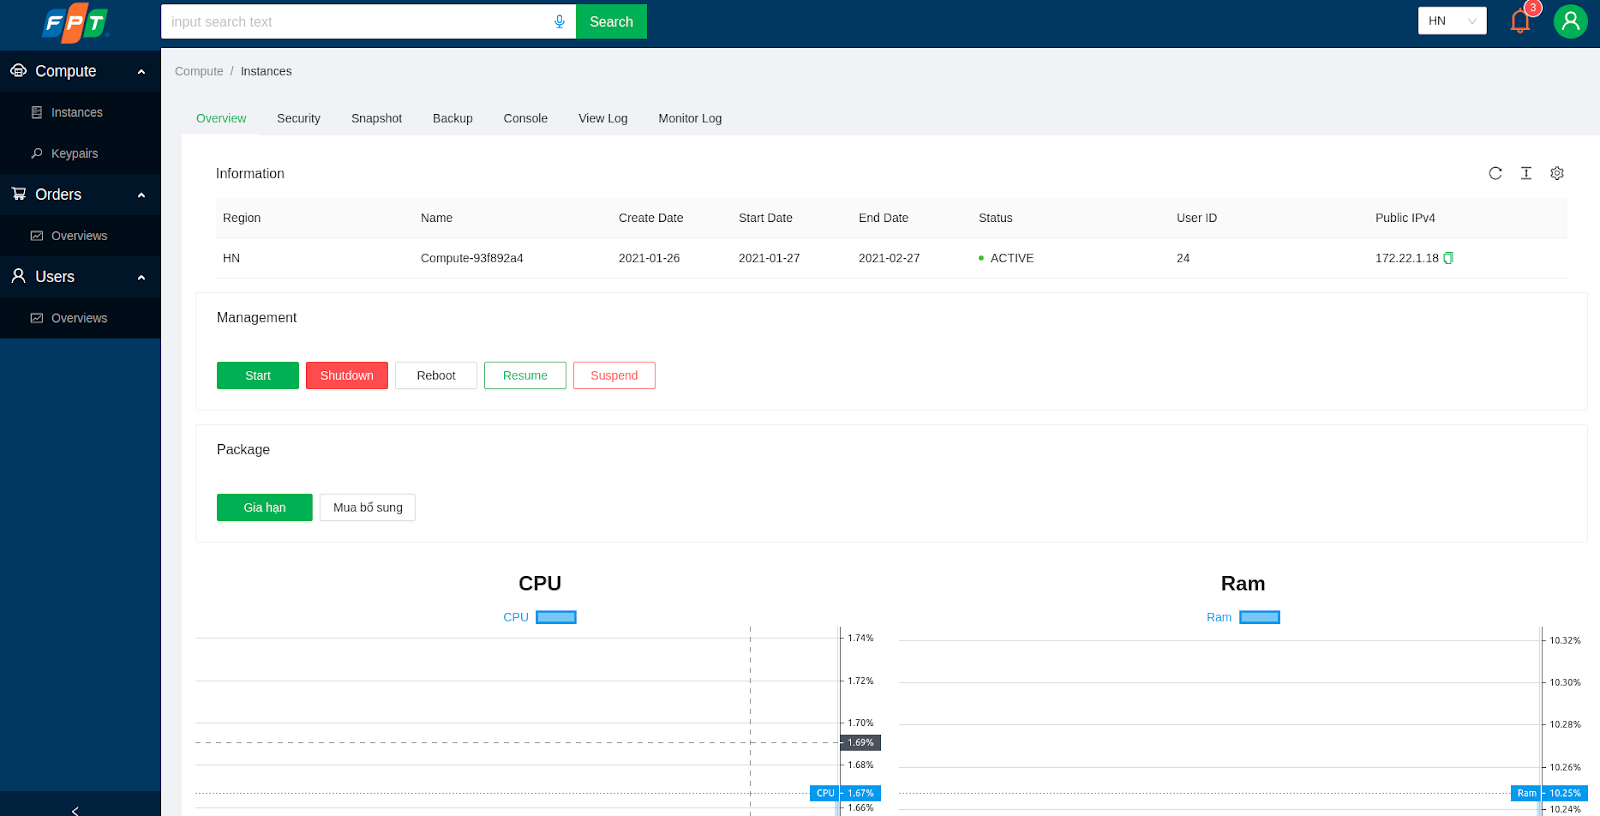 FPT
input search text
Search
HN
3
Compute
Instances
Keypairs
Orders
Overviews
Users
Overviews
Compute / Instances
Overview Security Snapshot Backup Console View Log Monitor Log
Information
Region Name Create Date Start Date End Date Status User ID Public IPv4
HN Compute-93f892a4 2021-01-26 2021-01-27 2021-02-27 ACTIVE 24 172.22.1.18
Management
Start Shutdown Reboot Resume Suspend
Package
Gia hạn Mua bổ sung
CPU
CPU
1.74%
1.72%
1.70%
1.69%
1.68%
CPU 1.67%
1.66%
Ram
Ram
10.32%
10.30%
10.28%
10.26%
Ram 10.25%
10.24%